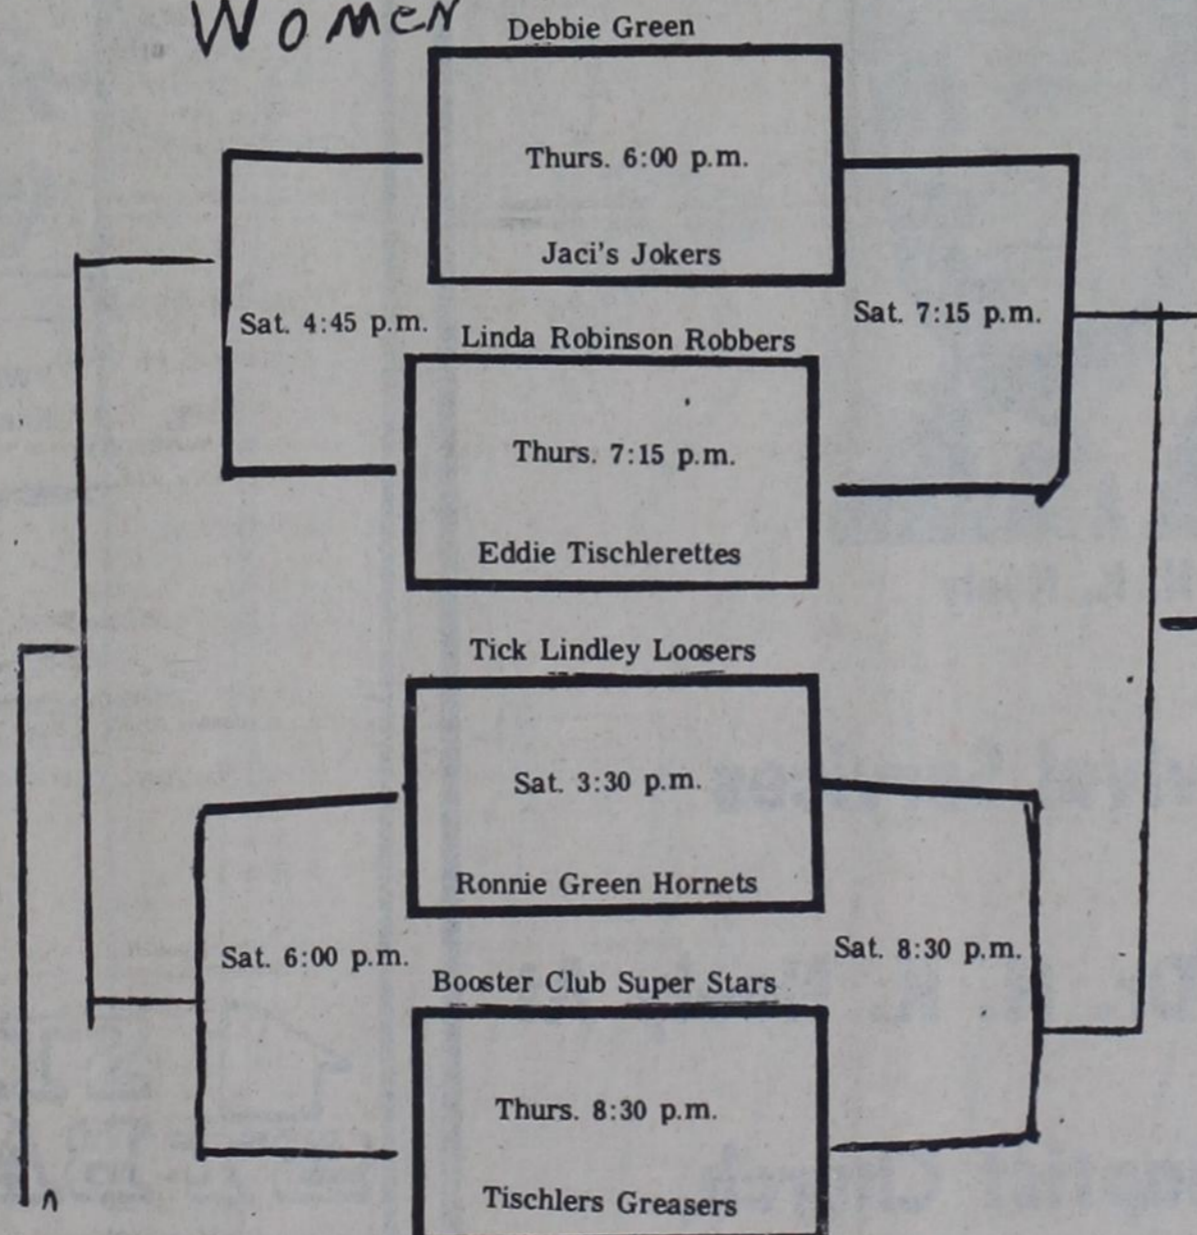 Women
Debbie Green
Thurs. 6:00 p.m.
Jaci's Jokers
Sat. 4:45 p.m.
Sat. 7:15 p.m.
Linda Robinson Robbers
Thurs. 7:15 p.m.
Eddie Tischlerettes
Tick Lindley Loosers
Sat. 3:30 p.m.
Ronnie Green Hornets
Sat. 6:00 p.m.
Sat. 8:30 p.m.
Booster Club Super Stars
Thurs. 8:30 p.m.
Tischlers Greasers